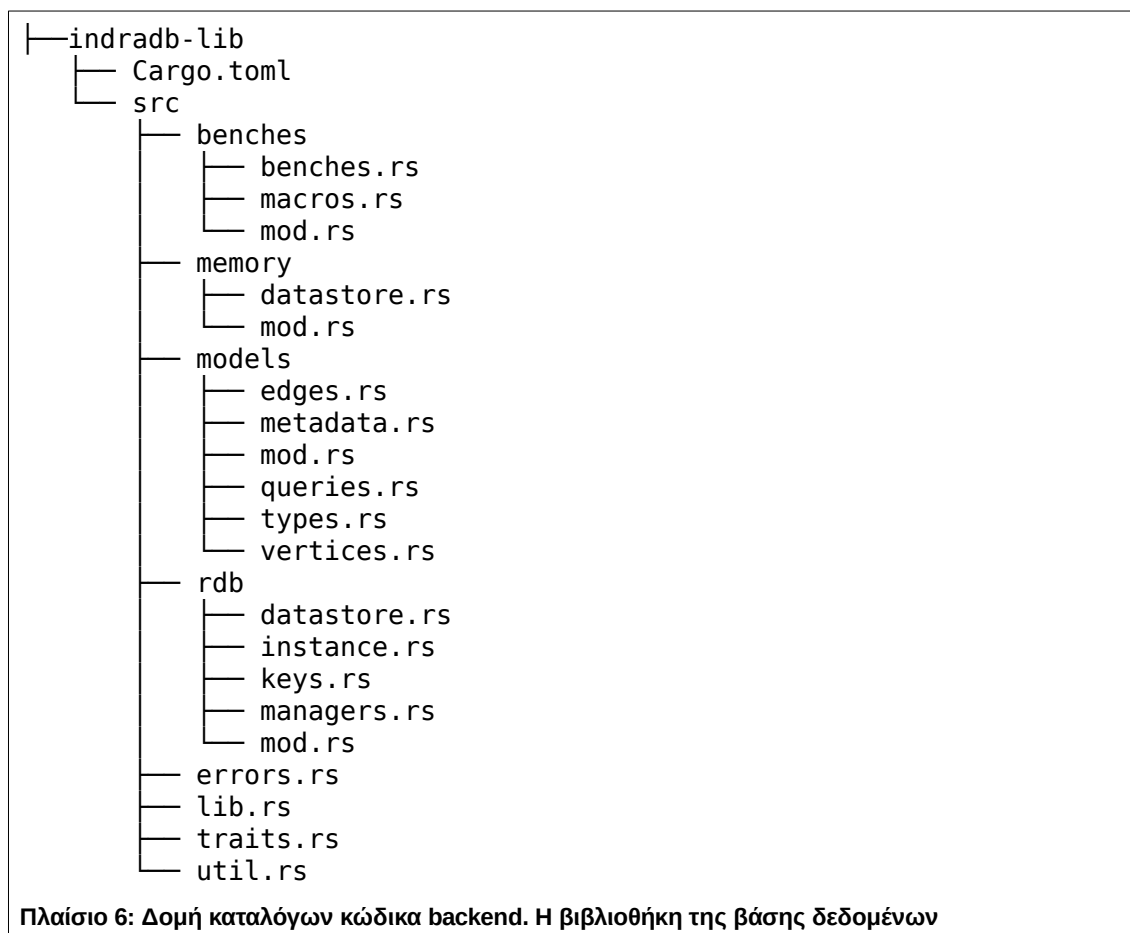 ├──indradb-lib
    ├── Cargo.toml
    └── src
        ├── benches
        │   ├── benches.rs
        │   ├── macros.rs
        │   └── mod.rs
        ├── memory
        │   ├── datastore.rs
        │   └── mod.rs
        ├── models
        │   ├── edges.rs
        │   ├── metadata.rs
        │   ├── mod.rs
        │   ├── queries.rs
        │   ├── types.rs
        │   └── vertices.rs
        ├── rdb
        │   ├── datastore.rs
        │   ├── instance.rs
        │   ├── keys.rs
        │   ├── managers.rs
        │   └── mod.rs
        ├── errors.rs
        ├── lib.rs
        ├── traits.rs
        └── util.rs
Πλαίσιο 6: Δομή καταλόγων κώδικα backend. Η βιβλιοθήκη της βάσης δεδομένων